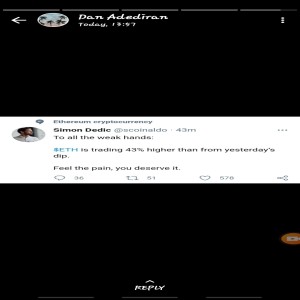 Dan Adediran
Today, 13:57
Ethereum cryptocurrency
Simon Dedic @scoinaldo · 43m
To all the weak hands:
$ETH is trading 43% higher than from yesterday's
dip.
Feel the pain, you deserve it.
36 51 578
REPLY